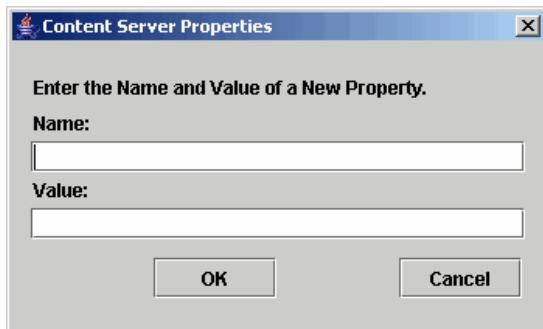 Content Server Properties
Enter the Name and Value of a New Property.
Name:
Value:
OK Cancel